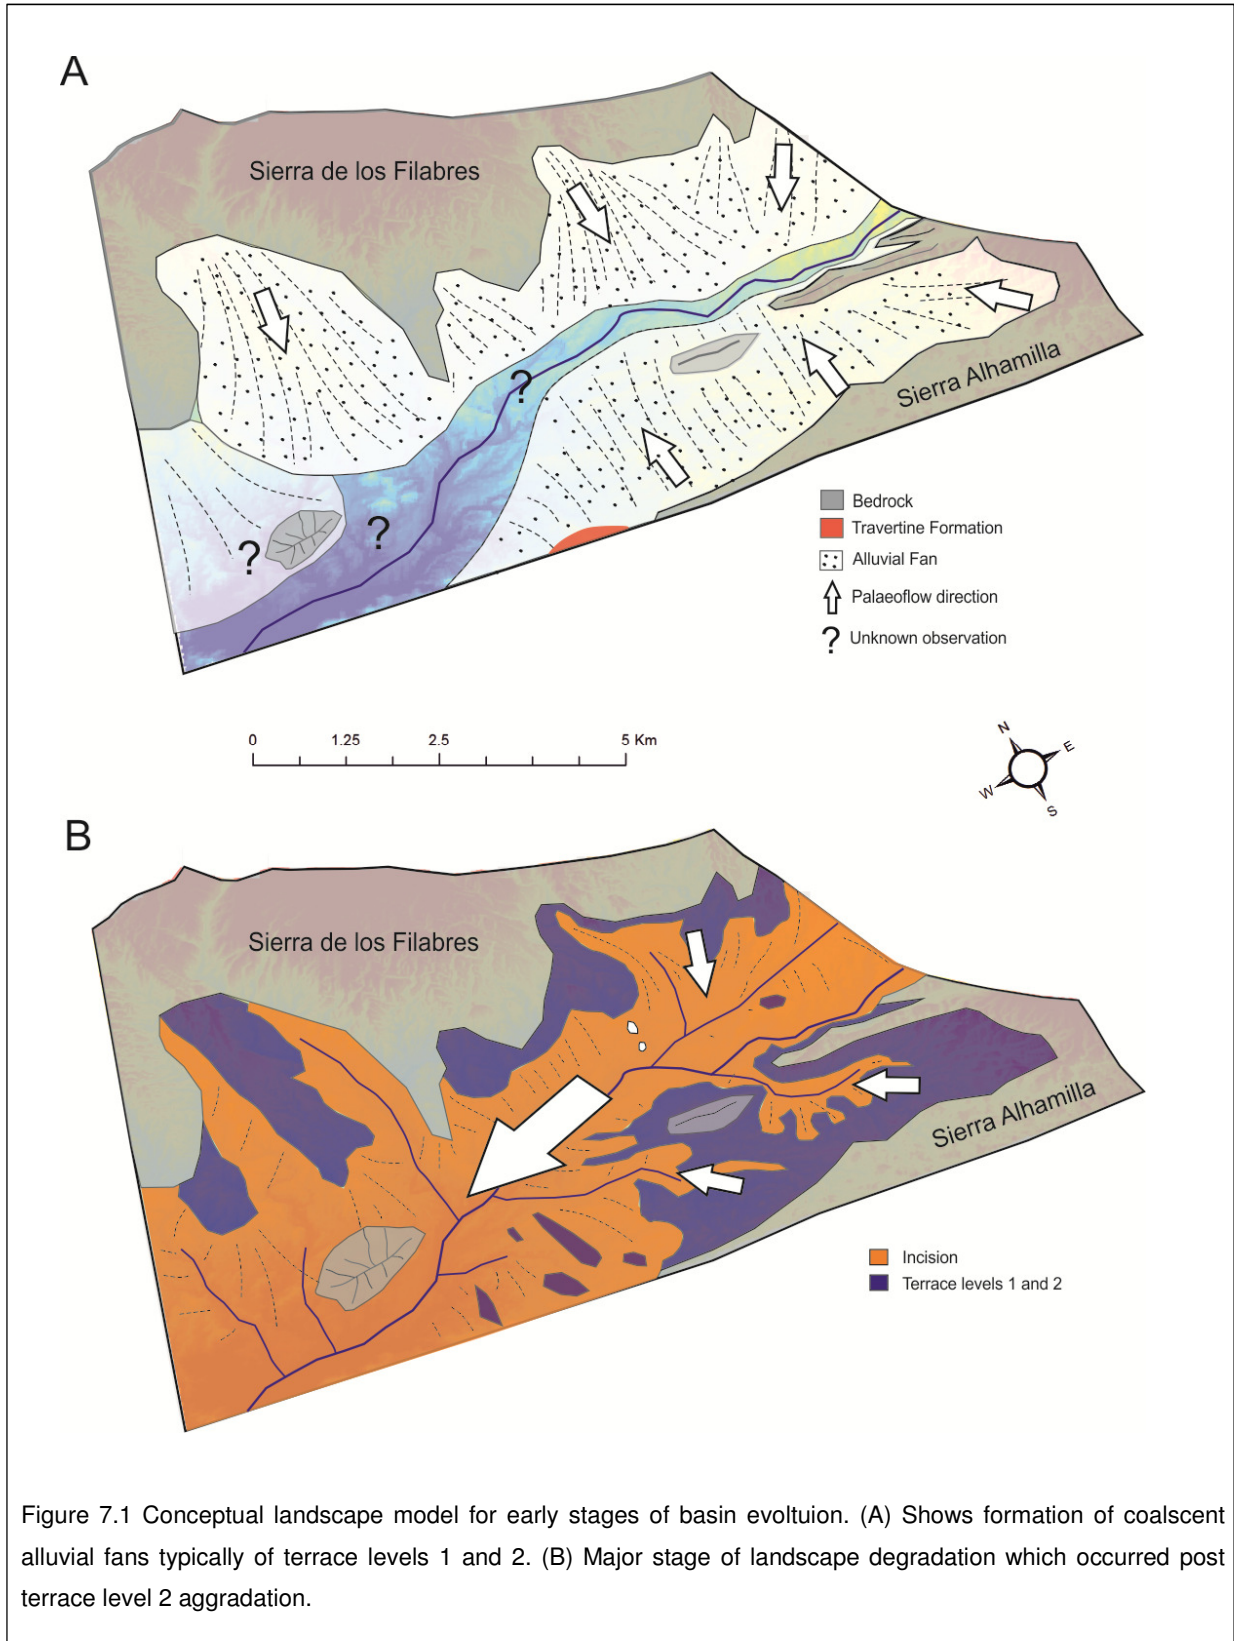 A
Sierra de los Filabres
Sierra Alhamilla
?
?
?
Bedrock
Travertine Formation
Alluvial Fan
Palaeoflow direction
? Unknown observation
0 1.25 2.5 5 Km
N
E
W
S
B
Sierra de los Filabres
Sierra Alhamilla
Incision
Terrace levels 1 and 2
Figure 7.1 Conceptual landscape model for early stages of basin evoltuion. (A) Shows formation of coalscent
alluvial fans typically of terrace levels 1 and 2. (B) Major stage of landscape degradation which occurred post
terrace level 2 aggradation.